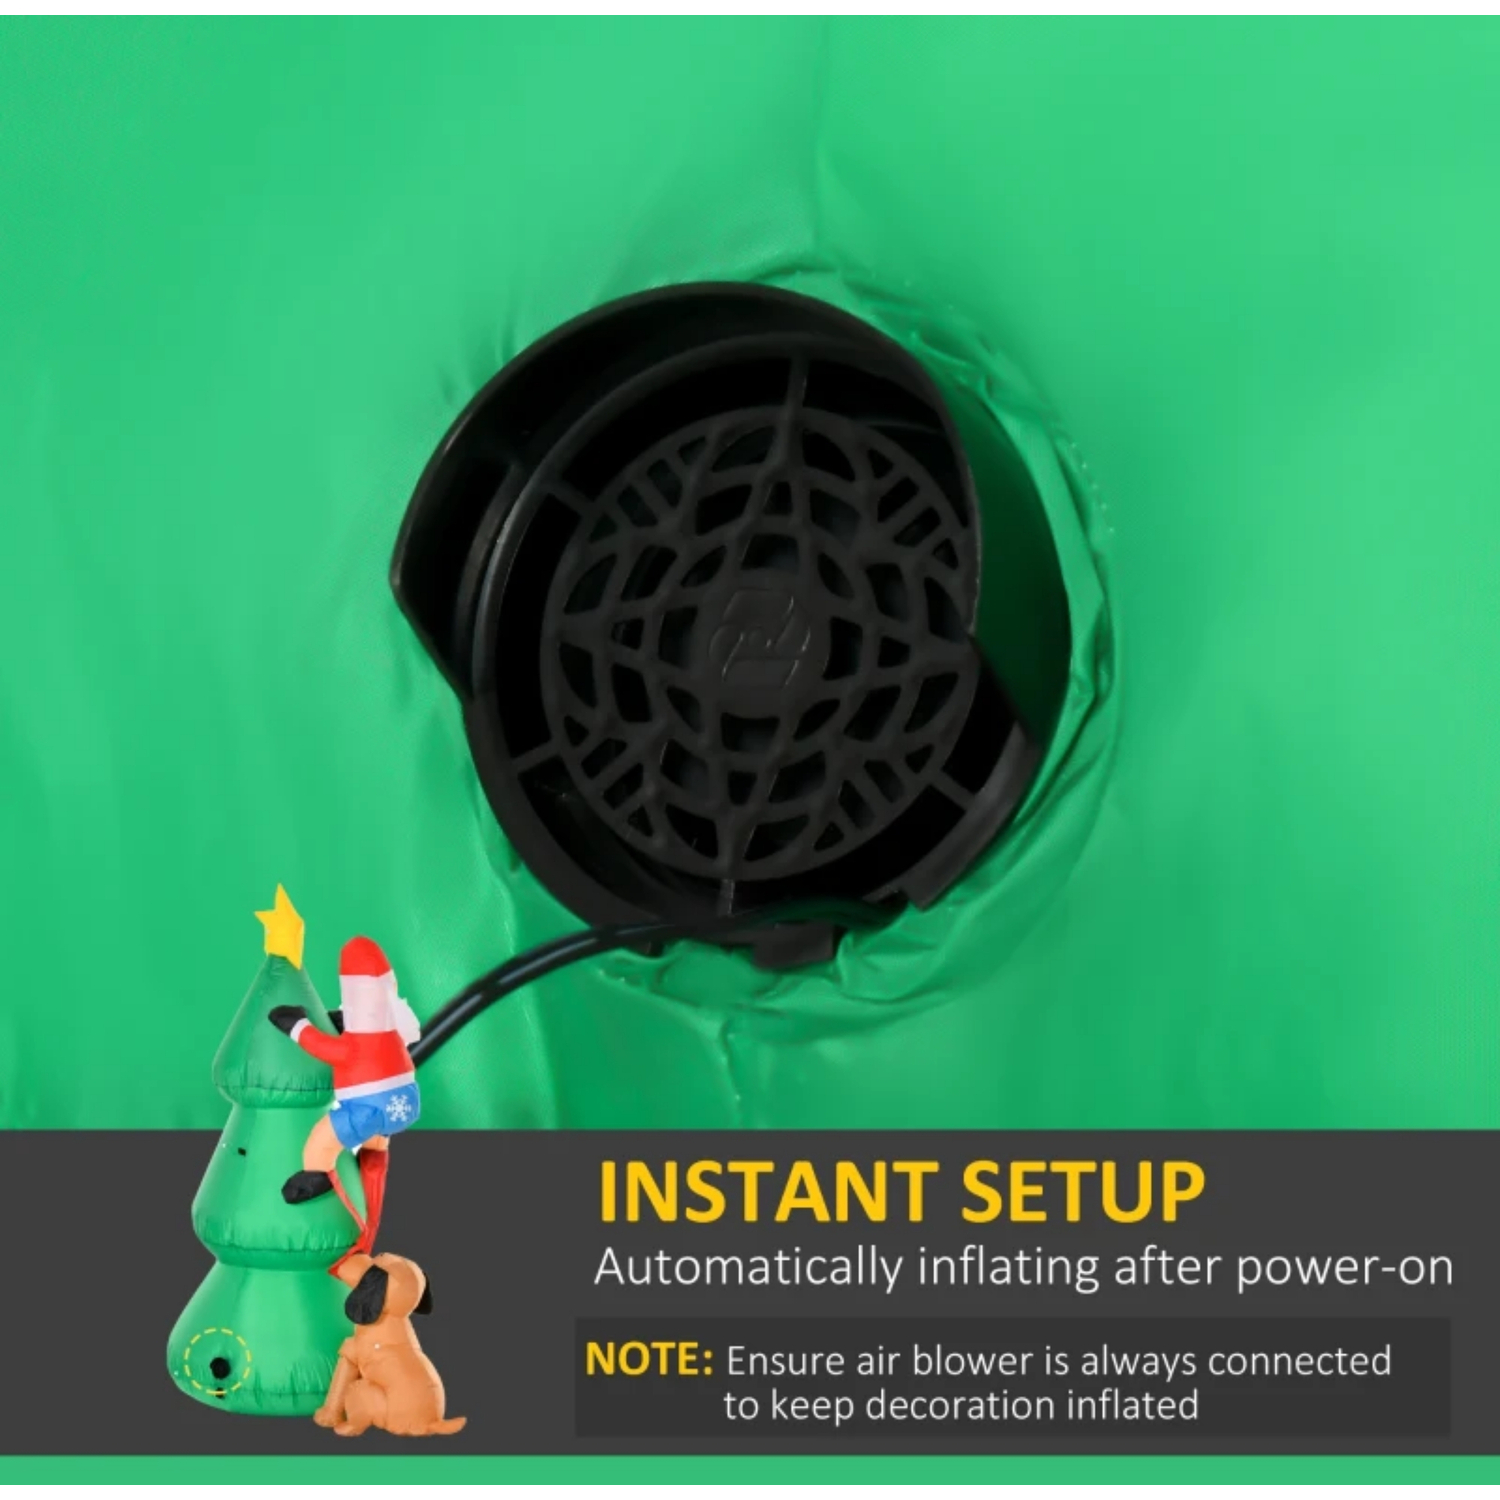 INSTANT SETUP
Automatically inflating after power-on
NOTE: Ensure air blower is always connected
to keep decoration inflated